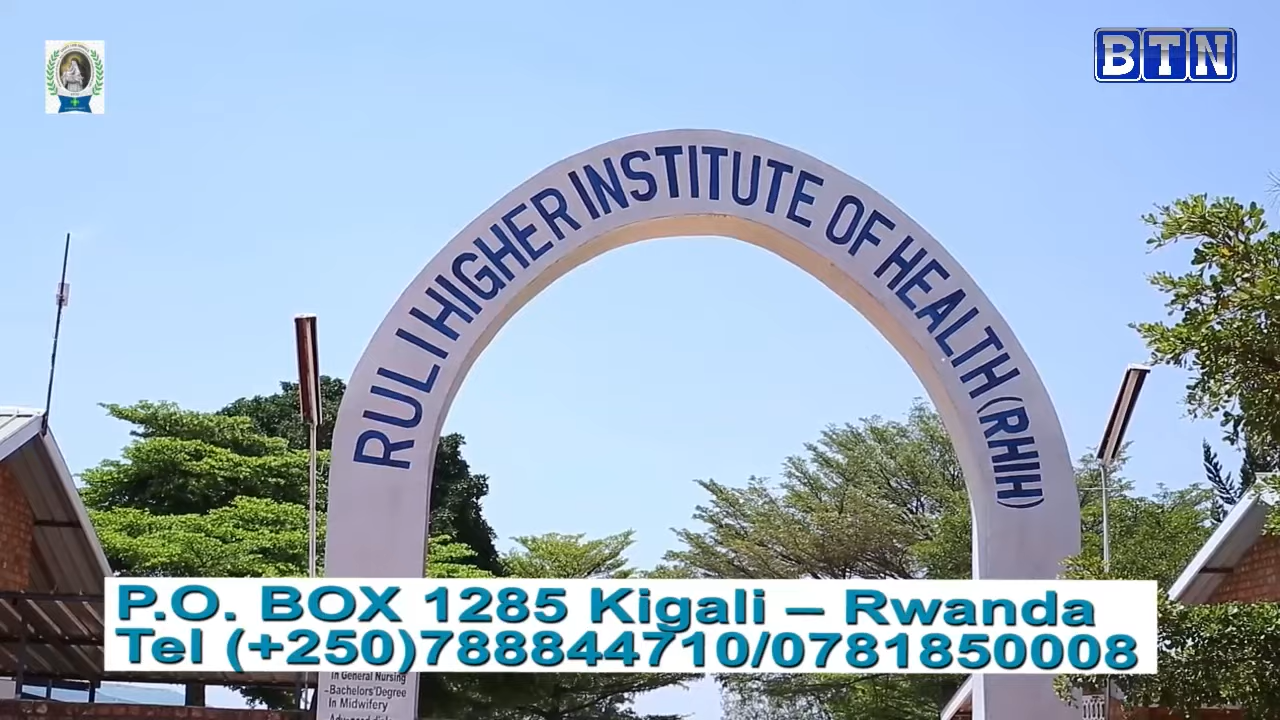 BTN
RULI HIGHER INSTITUTE OF HEALTH (RHIH)
P.O. BOX 1285 Kigali – Rwanda
Tel (+250)788844710/0781850008
In General Nursing
-Bachelors'Degree
In Midwifery